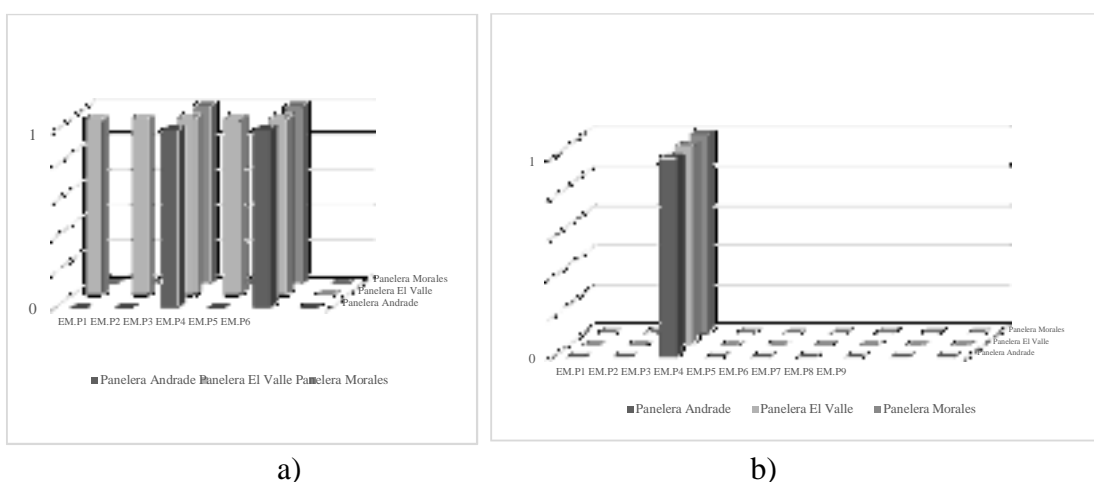 1
0
Panelera Morales
Panelera El Valle
Panelera Andrade
EM.P1 EM.P2 EM.P3 EM.P4 EM.P5 EM.P6
Panelera Andrade Panelera El Valle Panelera Morales
a)
1
0
Panelera Morales
Panelera El Valle
Panelera Andrade
EM.P1 EM.P2 EM.P3 EM.P4 EM.P5 EM.P6 EM.P7 EM.P8 EM.P9
Panelera Andrade Panelera El Valle Panelera Morales
b)